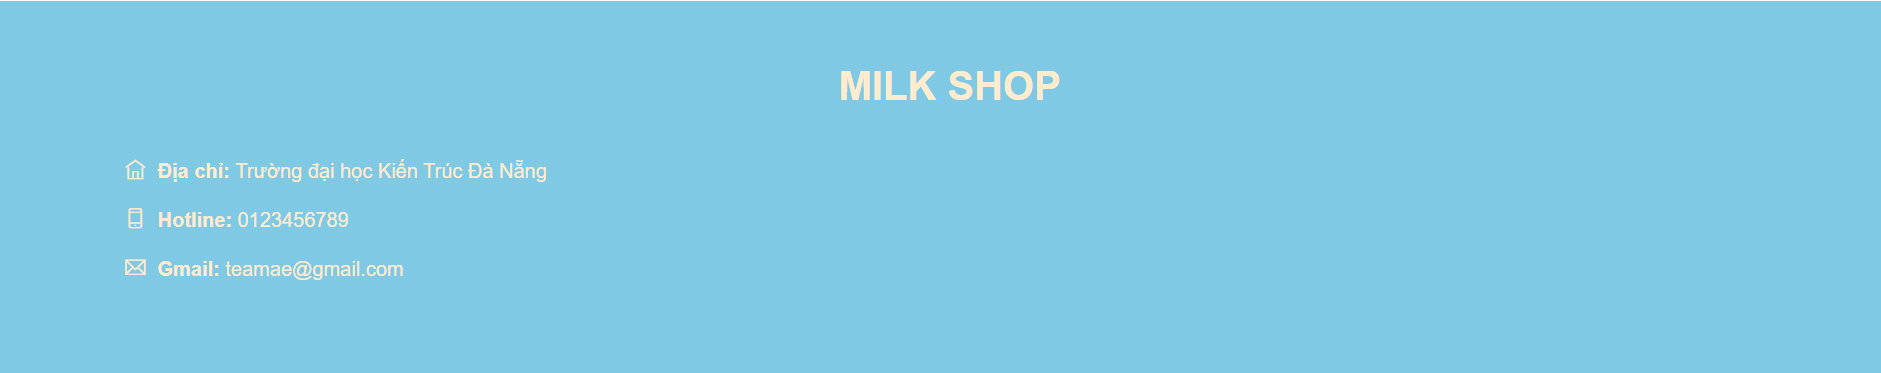 MILK SHOP
Địa chỉ: Trường đại học Kiến Trúc Đà Nẵng
Hotline: 0123456789
Gmail: teamae@gmail.com